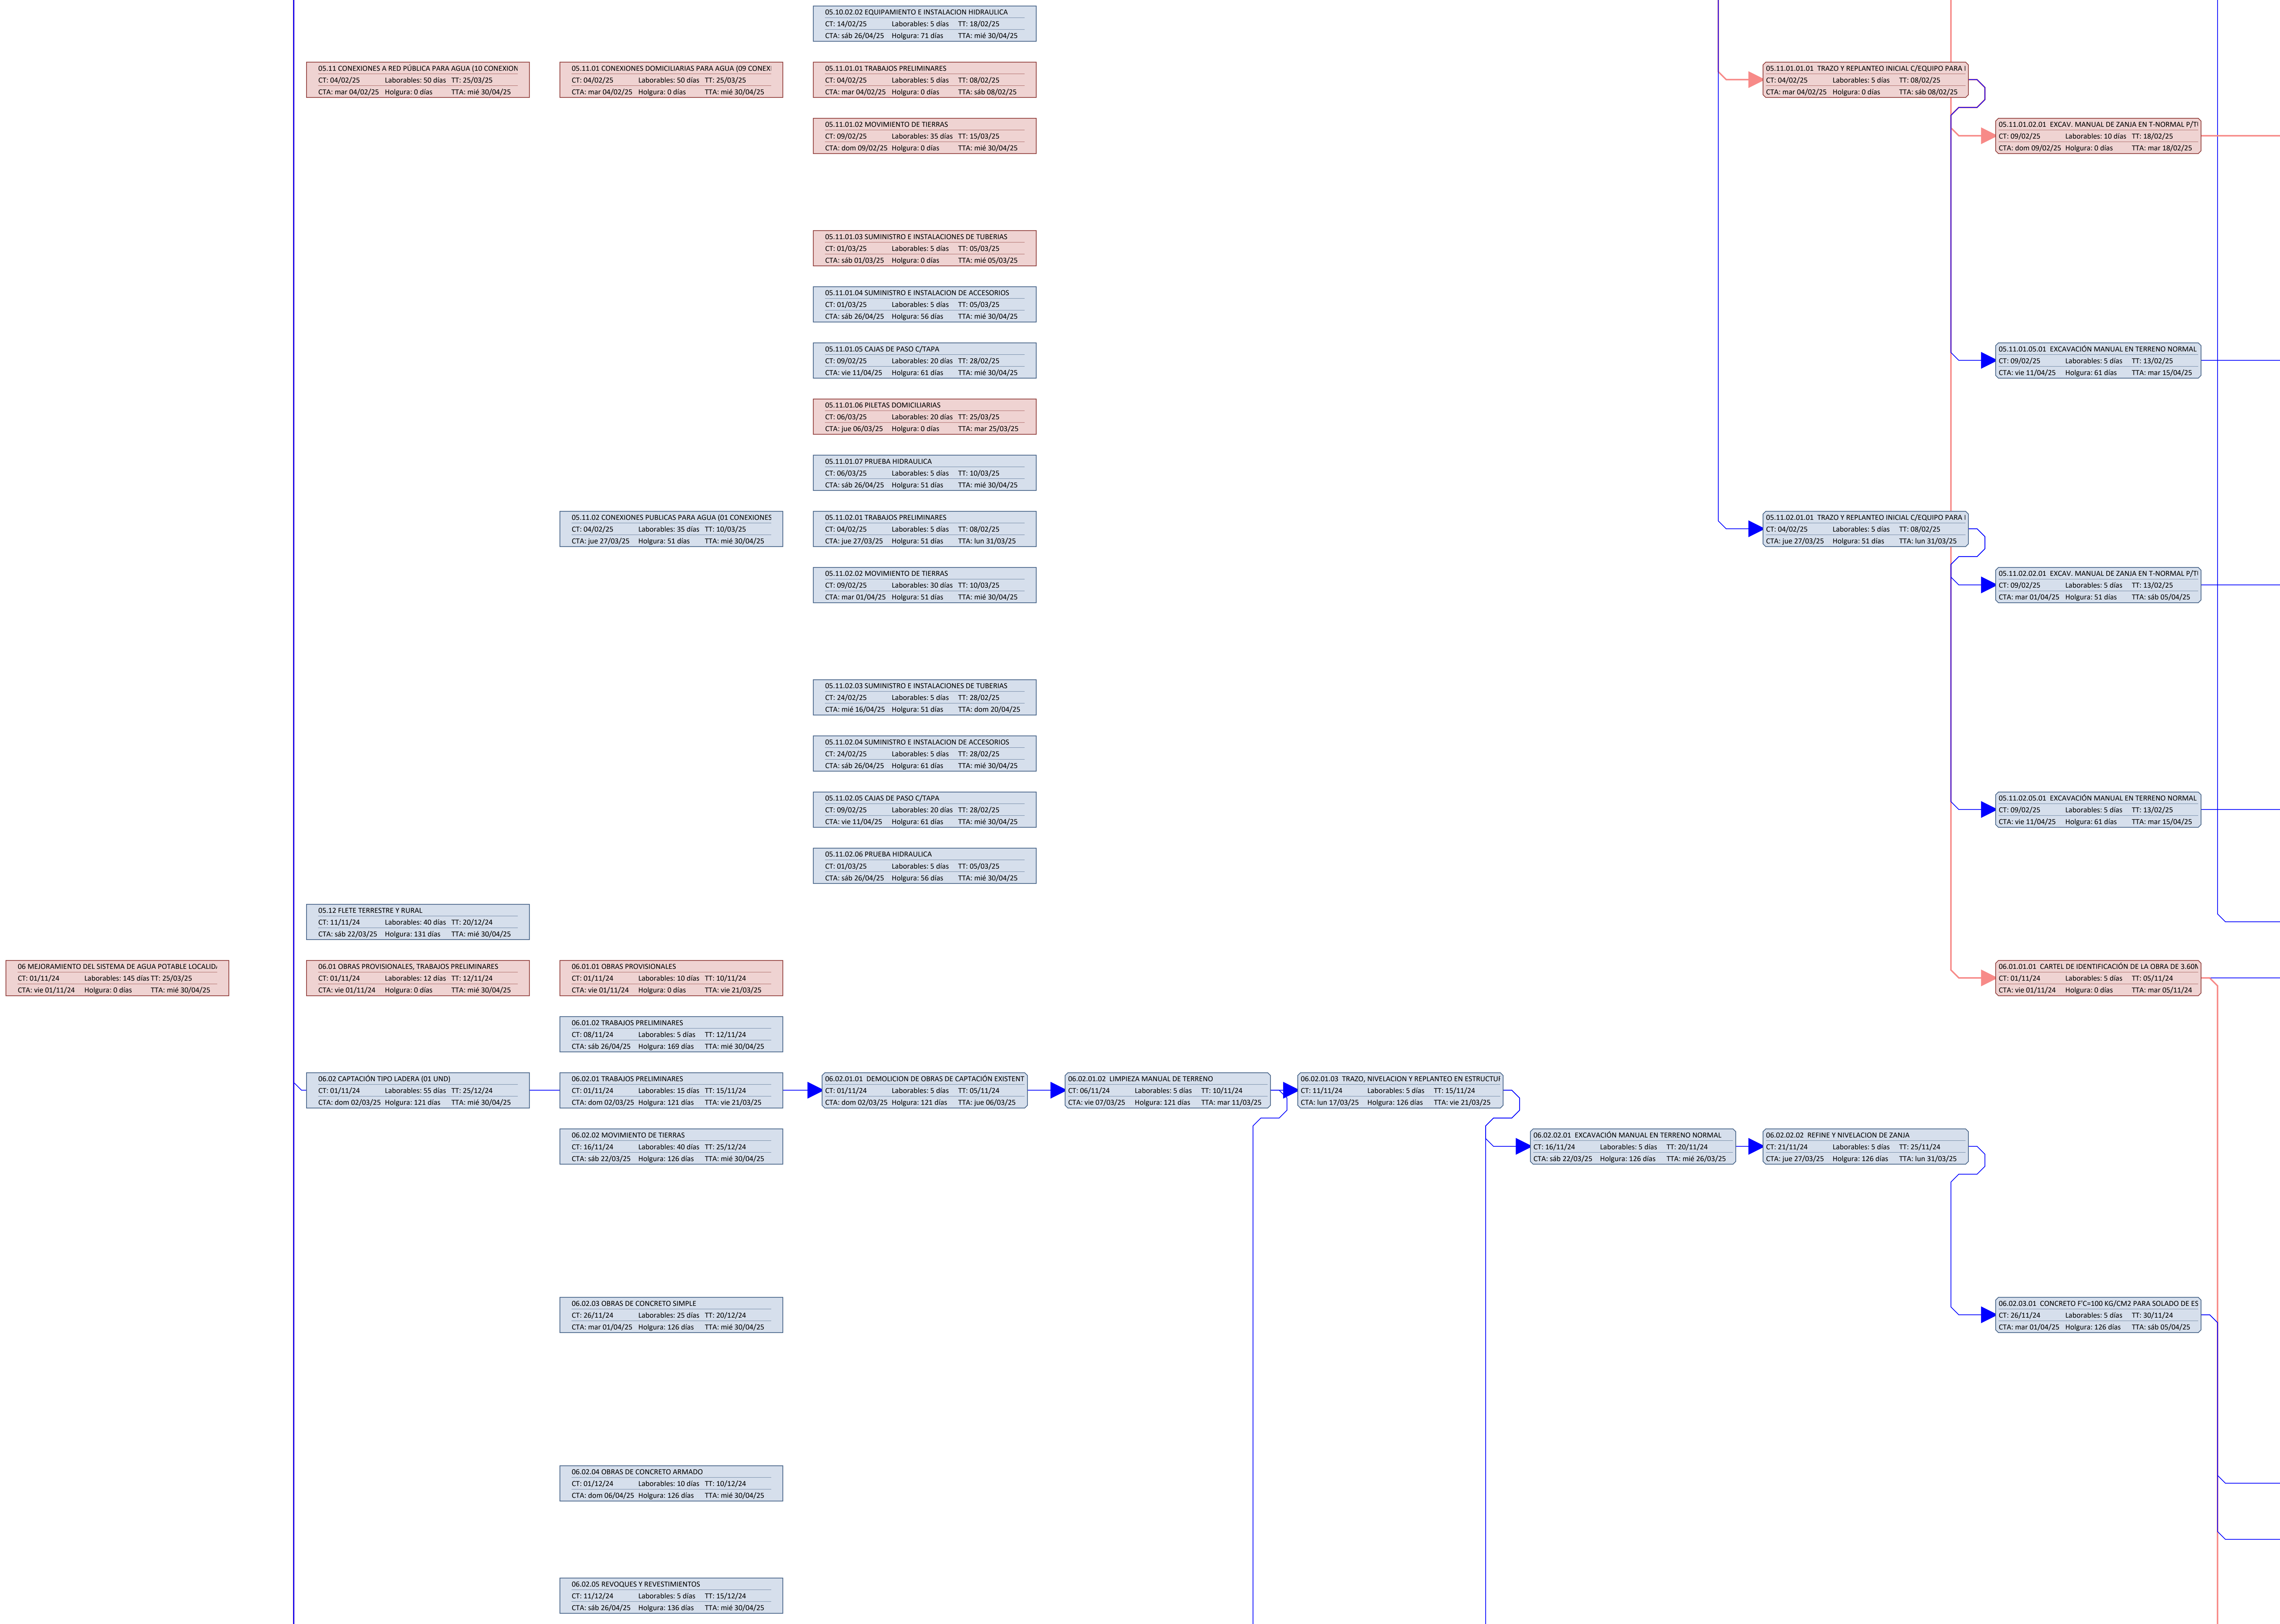 05.10.02.02 EQUIPAMIENTO E INSTALACION HIDRAULICA
CT: 14/02/25 Laborables: 5 días TT: 18/02/25
CTA: sáb 26/04/25 Holgura: 71 días TTA: mié 30/04/25
05.11 CONEXIONES A RED PÚBLICA PARA AGUA (10 CONEXION
CT: 04/02/25 Laborables: 50 días TT: 25/03/25
CTA: mar 04/02/25 Holgura: 0 días TTA: mié 30/04/25
05.11.01 CONEXIONES DOMICILIARIAS PARA AGUA (09 CONEXI
CT: 04/02/25 Laborables: 50 días TT: 25/03/25
CTA: mar 04/02/25 Holgura: 0 días TTA: mié 30/04/25
05.11.01.01 TRABAJOS PRELIMINARES
CT: 04/02/25 Laborables: 5 días TT: 08/02/25
CTA: mar 04/02/25 Holgura: 0 días TTA: sáb 08/02/25
05.11.01.01.01 TRAZO Y REPLANTEO INICIAL C/EQUIPO PARA
CT: 04/02/25 Laborables: 5 días TT: 08/02/25
CTA: mar 04/02/25 Holgura: 0 días TTA: sáb 08/02/25
05.11.01.02 MOVIMIENTO DE TIERRAS
CT: 09/02/25 Laborables: 35 días TT: 15/03/25
CTA: dom 09/02/25 Holgura: 0 días TTA: mié 30/04/25
05.11.01.02.01 EXCAV. MANUAL DE ZANJA EN T-NORMAL P/T
CT: 09/02/25 Laborables: 10 días TT: 18/02/25
CTA: dom 09/02/25 Holgura: 0 días TTA: mar 18/02/25
05.11.01.03 SUMINISTRO E INSTALACIONES DE TUBERIAS
CT: 01/03/25 Laborables: 5 días TT: 05/03/25
CTA: sáb 01/03/25 Holgura: 0 días TTA: mié 05/03/25
05.11.01.04 SUMINISTRO E INSTALACION DE ACCESORIOS
CT: 01/03/25 Laborables: 5 días TT: 05/03/25
CTA: sáb 26/04/25 Holgura: 56 días TTA: mié 30/04/25
05.11.01.05 CAJAS DE PASO C/TAPA
CT: 09/02/25 Laborables: 20 días TT: 28/02/25
CTA: vie 11/04/25 Holgura: 61 días TTA: mié 30/04/25
05.11.01.05.01 EXCAVACIÓN MANUAL EN TERRENO NORMAL
CT: 09/02/25 Laborables: 5 días TT: 13/02/25
CTA: vie 11/04/25 Holgura: 61 días TTA: mar 15/04/25
05.11.01.06 PILETAS DOMICILIARIAS
CT: 06/03/25 Laborables: 20 días TT: 25/03/25
CTA: jue 06/03/25 Holgura: 0 días TTA: mar 25/03/25
05.11.01.07 PRUEBA HIDRAULICA
CT: 06/03/25 Laborables: 5 días TT: 10/03/25
CTA: sáb 26/04/25 Holgura: 51 días TTA: mié 30/04/25
05.11.02 CONEXIONES PUBLICAS PARA AGUA (01 CONEXIONES
CT: 04/02/25 Laborables: 35 días TT: 10/03/25
CTA: jue 27/03/25 Holgura: 51 días TTA: mié 30/04/25
05.11.02.01 TRABAJOS PRELIMINARES
CT: 04/02/25 Laborables: 5 días TT: 08/02/25
CTA: jue 27/03/25 Holgura: 51 días TTA: lun 31/03/25
05.11.02.01.01 TRAZO Y REPLANTEO INICIAL C/EQUIPO PARA
CT: 04/02/25 Laborables: 5 días TT: 08/02/25
CTA: jue 27/03/25 Holgura: 51 días TTA: lun 31/03/25
05.11.02.02 MOVIMIENTO DE TIERRAS
CT: 09/02/25 Laborables: 30 días TT: 10/03/25
CTA: mar 01/04/25 Holgura: 51 días TTA: mié 30/04/25
05.11.02.02.01 EXCAV. MANUAL DE ZANJA EN T-NORMAL P/T
CT: 09/02/25 Laborables: 5 días TT: 13/02/25
CTA: mar 01/04/25 Holgura: 51 días TTA: sáb 05/04/25
05.11.02.03 SUMINISTRO E INSTALACIONES DE TUBERIAS
CT: 24/02/25 Laborables: 5 días TT: 28/02/25
CTA: mié 16/04/25 Holgura: 51 días TTA: dom 20/04/25
05.11.02.04 SUMINISTRO E INSTALACION DE ACCESORIOS
CT: 24/02/25 Laborables: 5 días TT: 28/02/25
CTA: sáb 26/04/25 Holgura: 61 días TTA: mié 30/04/25
05.11.02.05 CAJAS DE PASO C/TAPA
CT: 09/02/25 Laborables: 20 días TT: 28/02/25
CTA: vie 11/04/25 Holgura: 61 días TTA: mié 30/04/25
05.11.02.05.01 EXCAVACIÓN MANUAL EN TERRENO NORMAL
CT: 09/02/25 Laborables: 5 días TT: 13/02/25
CTA: vie 11/04/25 Holgura: 61 días TTA: mar 15/04/25
05.11.02.06 PRUEBA HIDRAULICA
CT: 01/03/25 Laborables: 5 días TT: 05/03/25
CTA: sáb 26/04/25 Holgura: 56 días TTA: mié 30/04/25
05.12 FLETE TERRESTRE Y RURAL
CT: 11/11/24 Laborables: 40 días TT: 20/12/24
CTA: sáb 22/03/25 Holgura: 131 días TTA: mié 30/04/25
06 MEJORAMIENTO DEL SISTEMA DE AGUA POTABLE LOCALID
CT: 01/11/24 Laborables: 145 días TT: 25/03/25
CTA: vie 01/11/24 Holgura: 0 días TTA: mié 30/04/25
06.01 OBRAS PROVISIONALES, TRABAJOS PRELIMINARES
CT: 01/11/24 Laborables: 12 días TT: 12/11/24
CTA: vie 01/11/24 Holgura: 0 días TTA: mié 30/04/25
06.01.01 OBRAS PROVISIONALES
CT: 01/11/24 Laborables: 10 días TT: 10/11/24
CTA: vie 01/11/24 Holgura: 0 días TTA: vie 21/03/25
06.01.01.01 CARTEL DE IDENTIFICACIÓN DE LA OBRA DE 3.60M
CT: 01/11/24 Laborables: 5 días TT: 05/11/24
CTA: vie 01/11/24 Holgura: 0 días TTA: mar 05/11/24
06.01.02 TRABAJOS PRELIMINARES
CT: 08/11/24 Laborables: 5 días TT: 12/11/24
CTA: sáb 26/04/25 Holgura: 169 días TTA: mié 30/04/25
06.02 CAPTACIÓN TIPO LADERA (01 UND)
CT: 01/11/24 Laborables: 55 días TT: 25/12/24
CTA: dom 02/03/25 Holgura: 121 días TTA: mié 30/04/25
06.02.01 TRABAJOS PRELIMINARES
CT: 01/11/24 Laborables: 15 días TT: 15/11/24
CTA: dom 02/03/25 Holgura: 121 días TTA: vie 21/03/25
06.02.01.01 DEMOLICION DE OBRAS DE CAPTACIÓN EXISTENT
CT: 01/11/24 Laborables: 5 días TT: 05/11/24
CTA: dom 02/03/25 Holgura: 121 días TTA: jue 06/03/25
06.02.01.02 LIMPIEZA MANUAL DE TERRENO
CT: 06/11/24 Laborables: 5 días TT: 10/11/24
CTA: vie 07/03/25 Holgura: 121 días TTA: mar 11/03/25
06.02.01.03 TRAZO, NIVELACION Y REPLANTEO EN ESTRUCTUR
CT: 11/11/24 Laborables: 5 días TT: 15/11/24
CTA: lun 17/03/25 Holgura: 126 días TTA: vie 21/03/25
06.02.02 MOVIMIENTO DE TIERRAS
CT: 16/11/24 Laborables: 40 días TT: 25/12/24
CTA: sáb 22/03/25 Holgura: 126 días TTA: mié 30/04/25
06.02.02.01 EXCAVACIÓN MANUAL EN TERRENO NORMAL
CT: 16/11/24 Laborables: 5 días TT: 20/11/24
CTA: sáb 22/03/25 Holgura: 126 días TTA: mié 26/03/25
06.02.02.02 REFINE Y NIVELACION DE ZANJA
CT: 21/11/24 Laborables: 5 días TT: 25/11/24
CTA: jue 27/03/25 Holgura: 126 días TTA: lun 31/03/25
06.02.03 OBRAS DE CONCRETO SIMPLE
CT: 26/11/24 Laborables: 25 días TT: 20/12/24
CTA: mar 01/04/25 Holgura: 126 días TTA: mié 30/04/25
06.02.03.01 CONCRETO F'C=100 KG/CM2 PARA SOLADO DE ES
CT: 26/11/24 Laborables: 5 días TT: 30/11/24
CTA: mar 01/04/25 Holgura: 126 días TTA: sáb 05/04/25
06.02.04 OBRAS DE CONCRETO ARMADO
CT: 01/12/24 Laborables: 10 días TT: 10/12/24
CTA: dom 06/04/25 Holgura: 126 días TTA: mié 30/04/25
06.02.05 REVOQUES Y REVESTIMIENTOS
CT: 11/12/24 Laborables: 5 días TT: 15/12/24
CTA: sáb 26/04/25 Holgura: 136 días TTA: mié 30/04/25